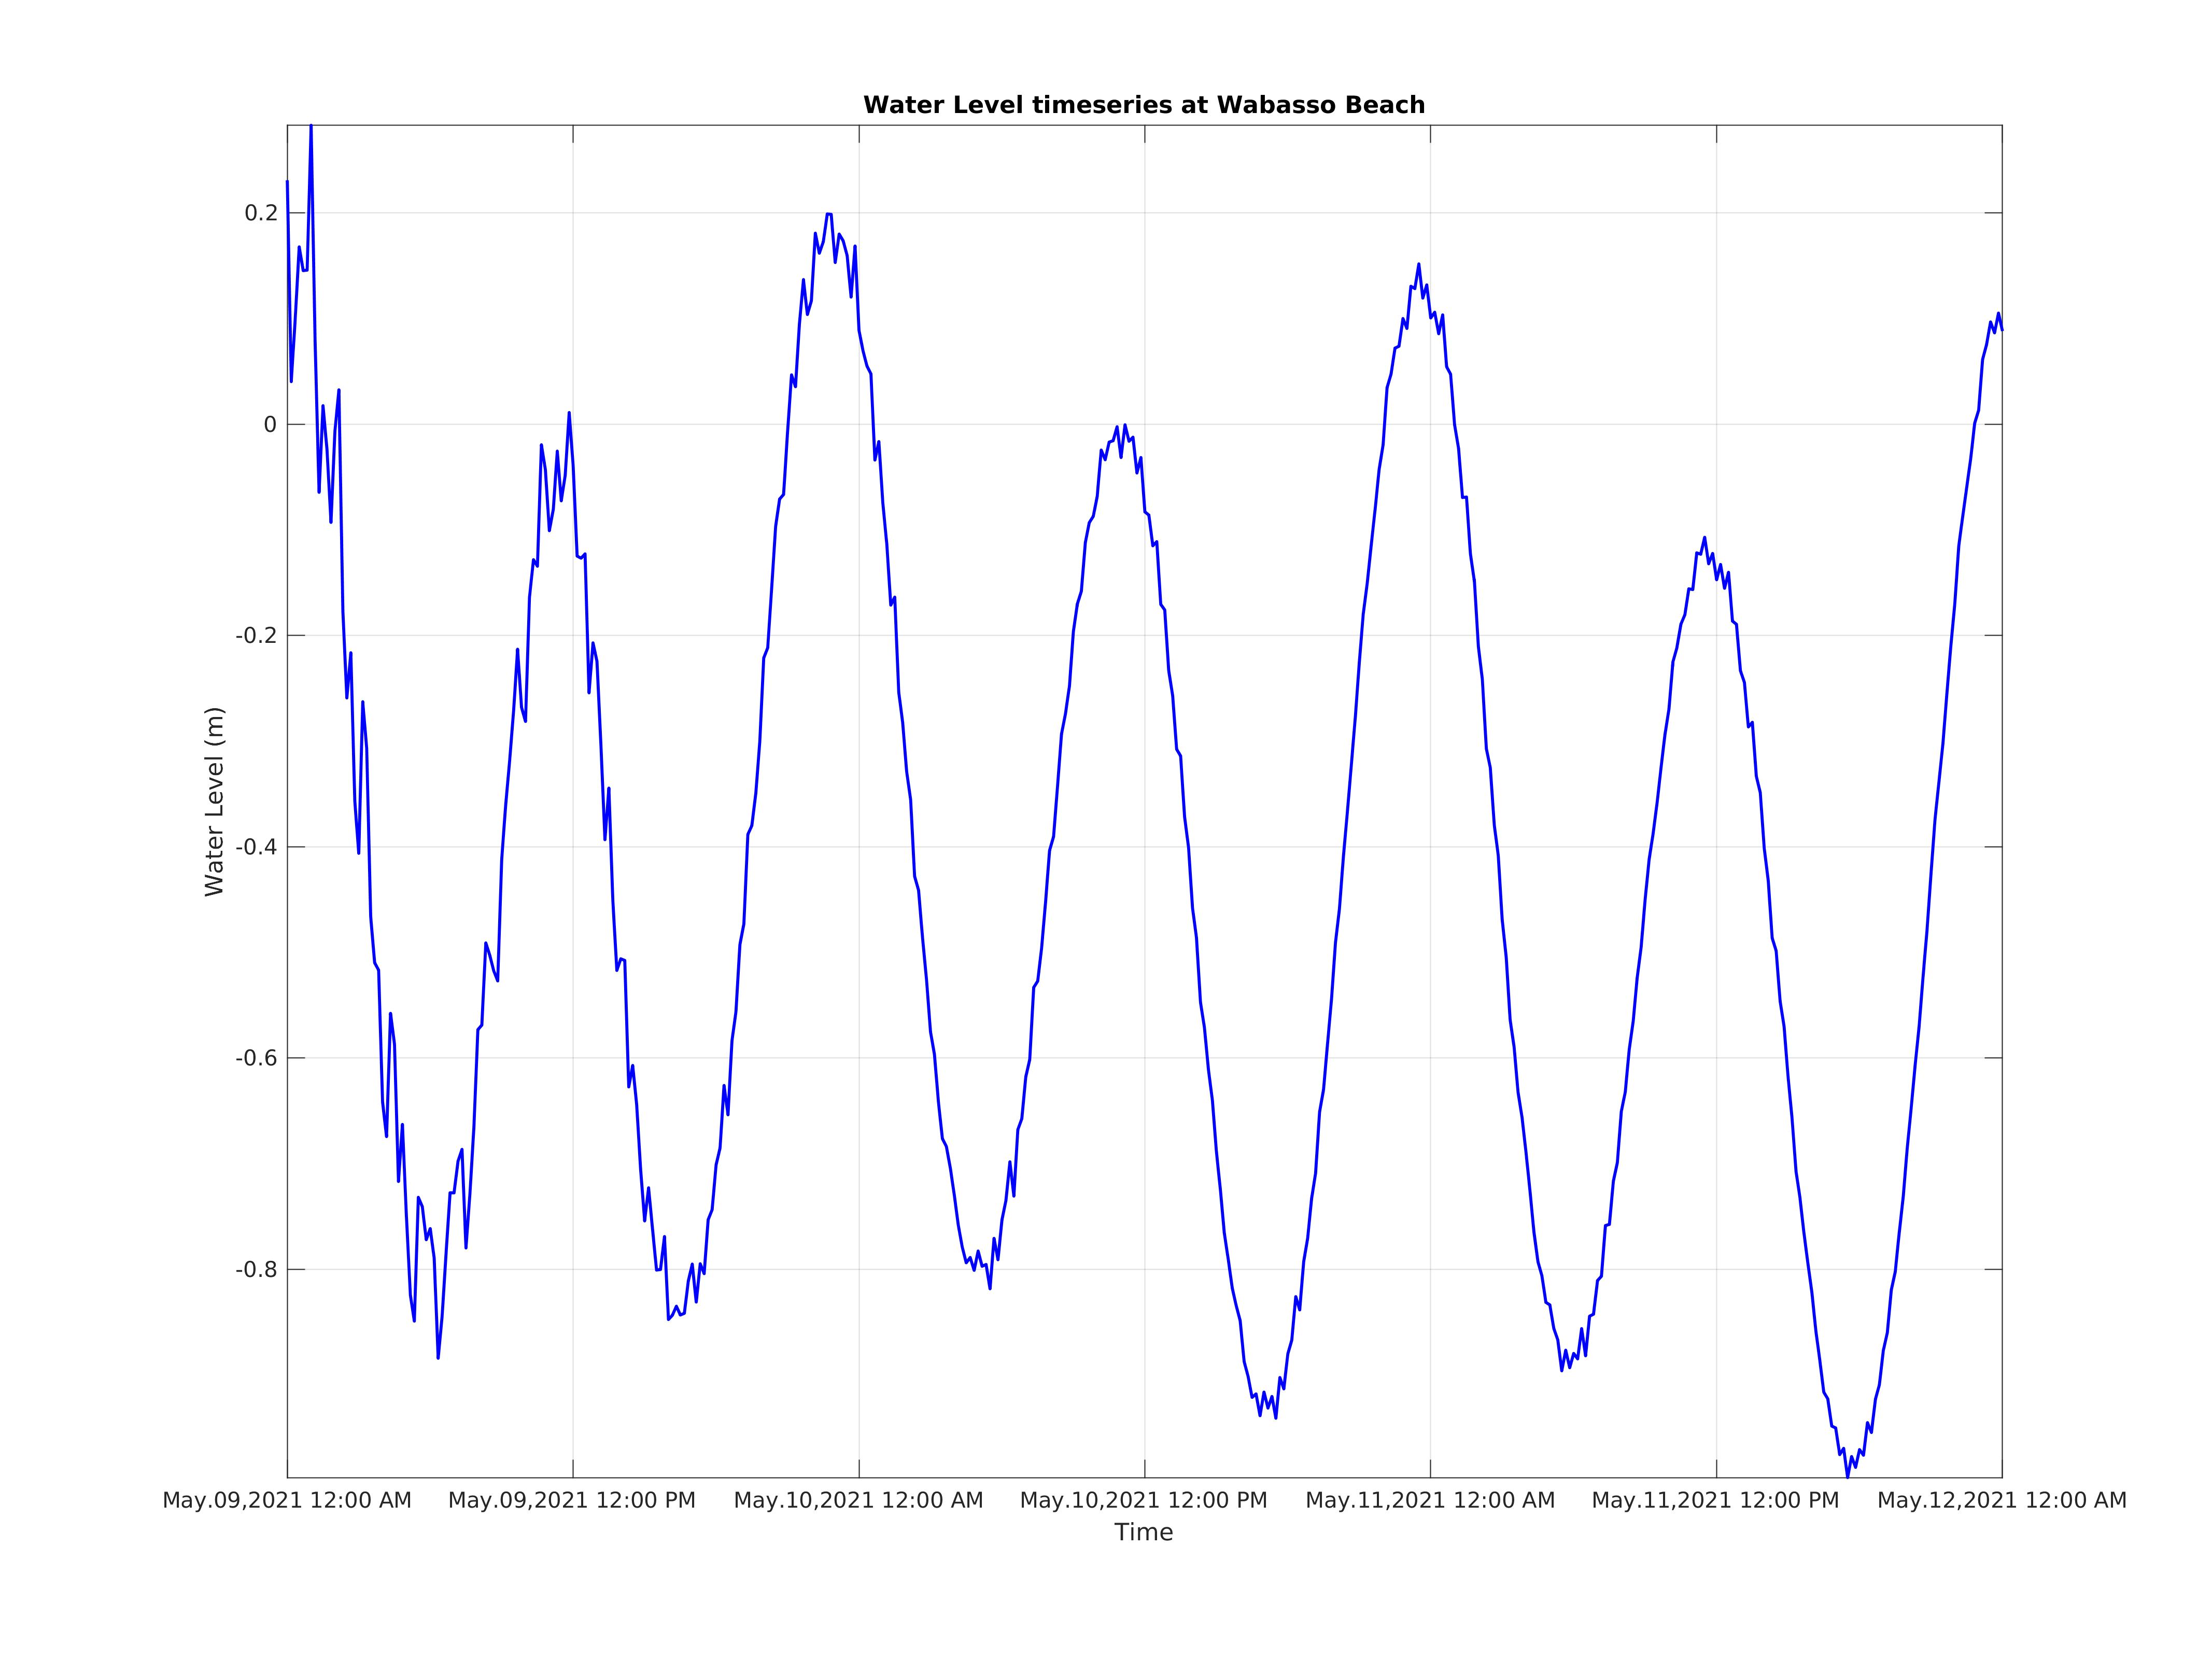 Water Level timeseries at Wabasso Beach
0.2
0
-0.2
-0.4
-0.6
-0.8
Water Level (m)
May.09,2021 12:00 AM May.09,2021 12:00 PM May.10,2021 12:00 AM May.10,2021 12:00 PM May.11,2021 12:00 AM May.11,2021 12:00 PM May.12,2021 12:00 AM
Time